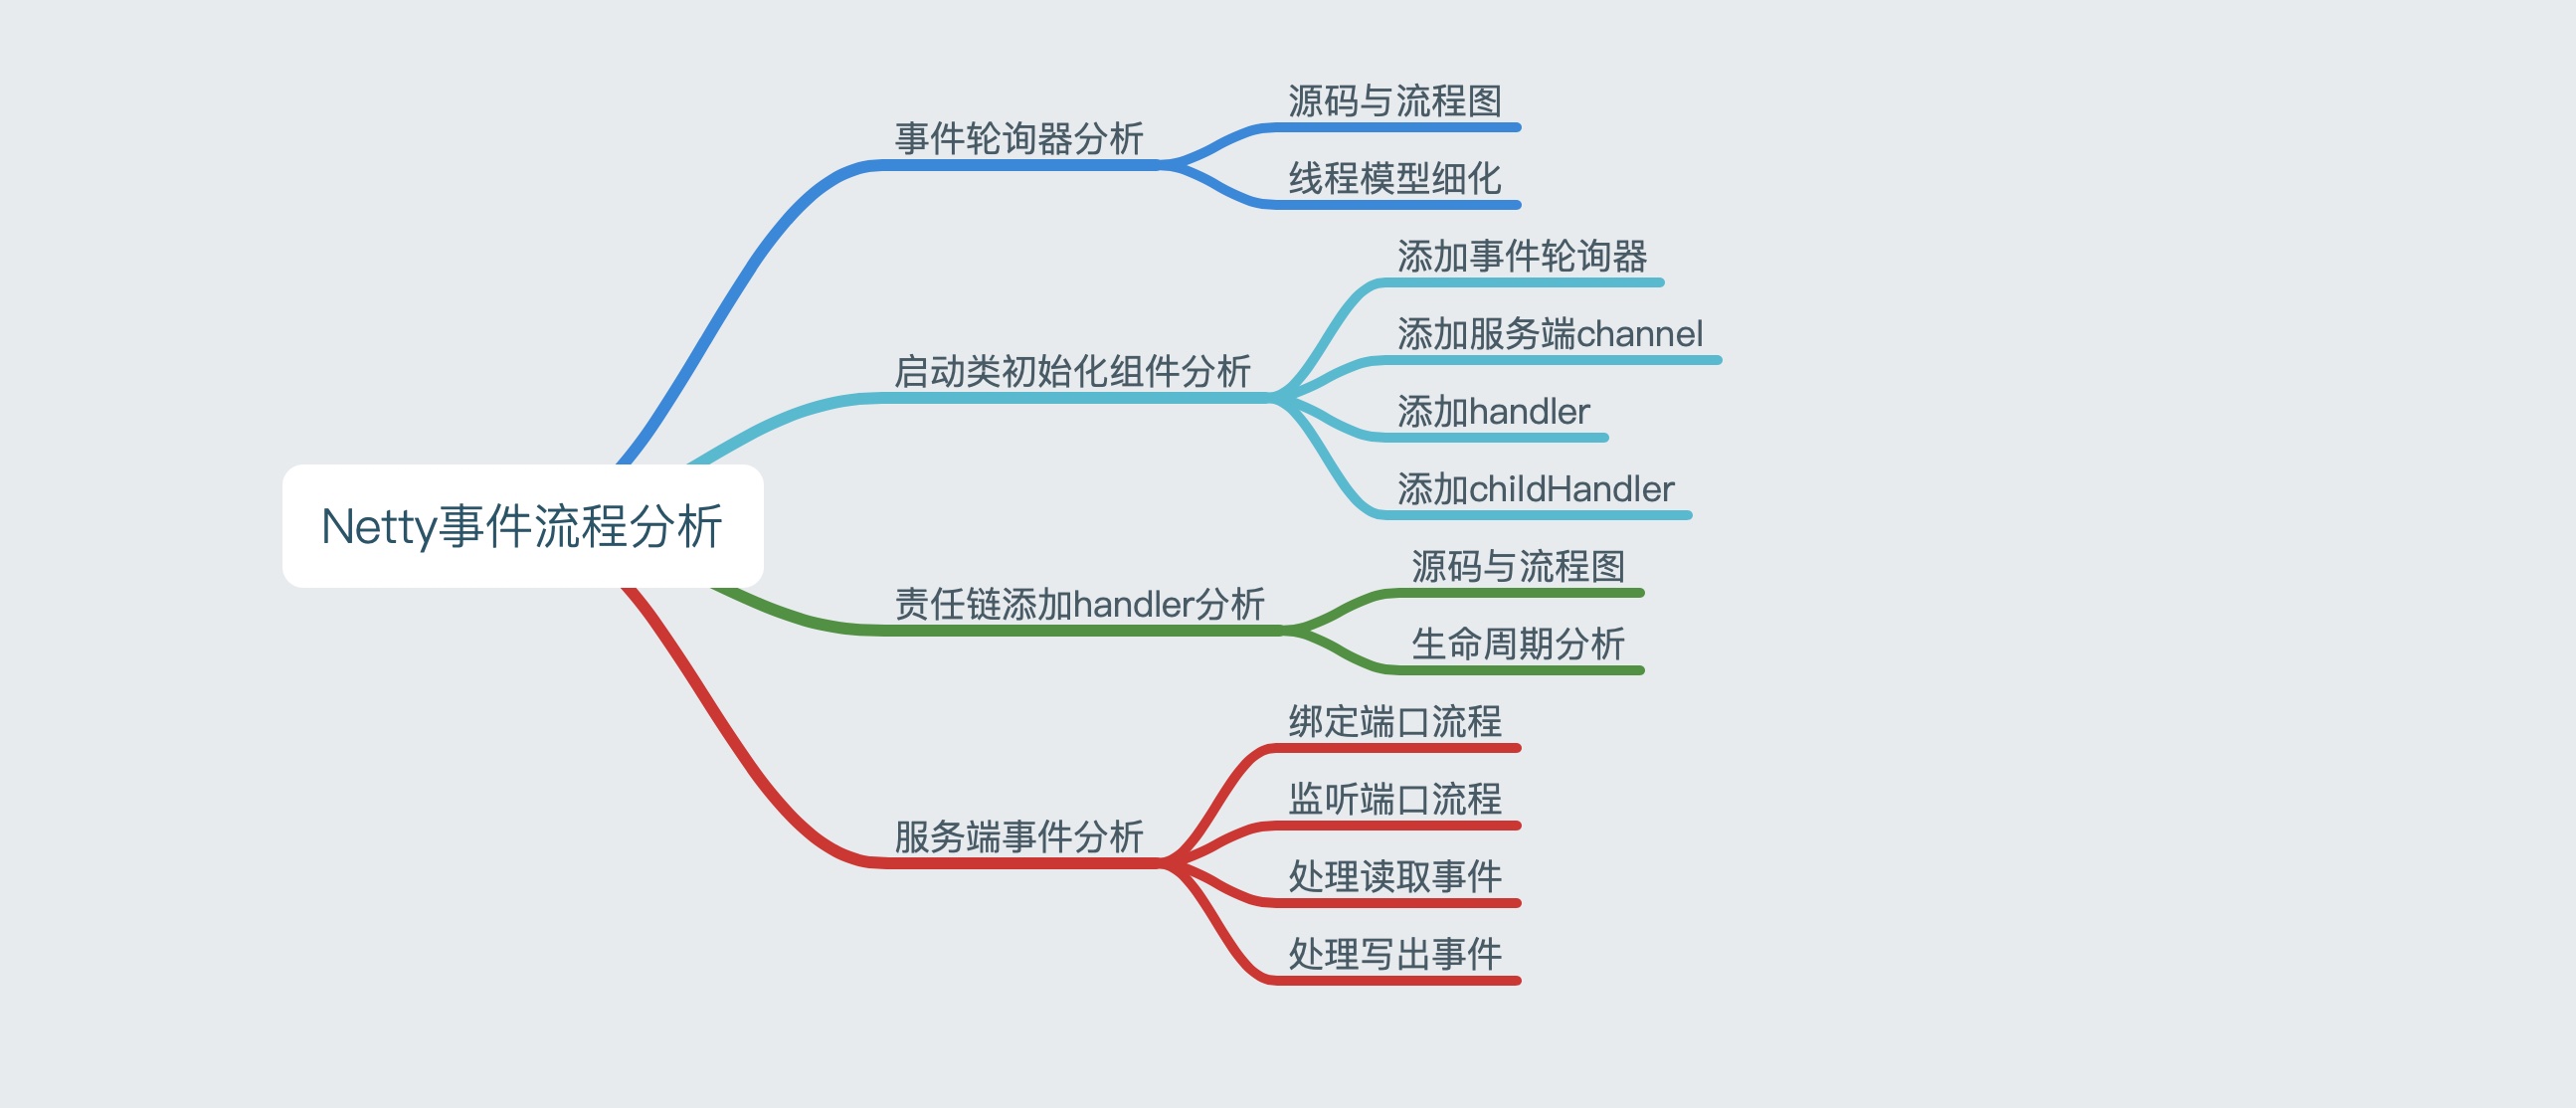 Netty事件流程分析
事件轮询器分析
源码与流程图
线程模型细化
启动类初始化组件分析
添加事件轮询器
添加服务端channel
添加handler
添加childHandler
责任链添加handler分析
源码与流程图
生命周期分析
服务端事件分析
绑定端口流程
监听端口流程
处理读取事件
处理写出事件